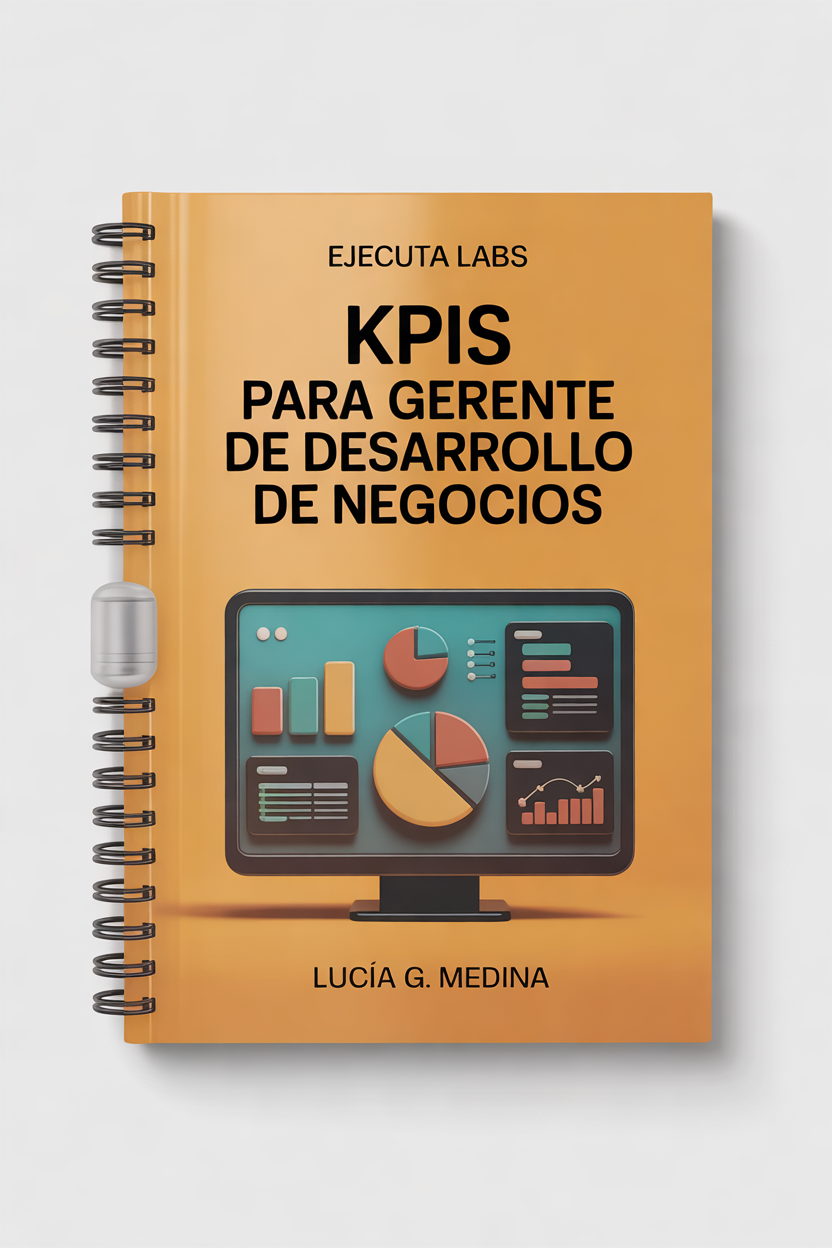 EJECUTA LABS
KPIS
PARA GERENTE
DE DESARROLLO
DE NEGOCIOS
LUCÍA G. MEDINA